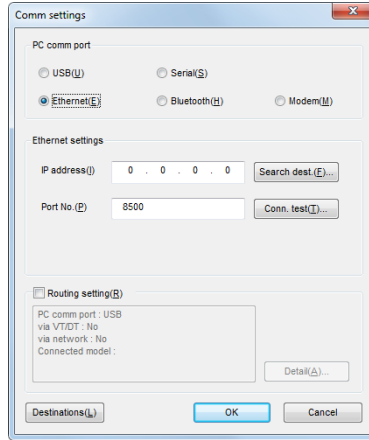 Comm settings
PC comm port
USB(U) Serial(S)
Ethernet(E) Bluetooth(H) Modem(M)
Ethernet settings
IP address(I) 0 . 0 . 0 . 0 Search dest.(F)...
Port No.(P) 8500 Conn. test(T)...
Routing setting(R)
PC comm port : USB
via VT/DT : No
via network : No
Connected model :
Detail(A)...
Destinations(L) OK Cancel